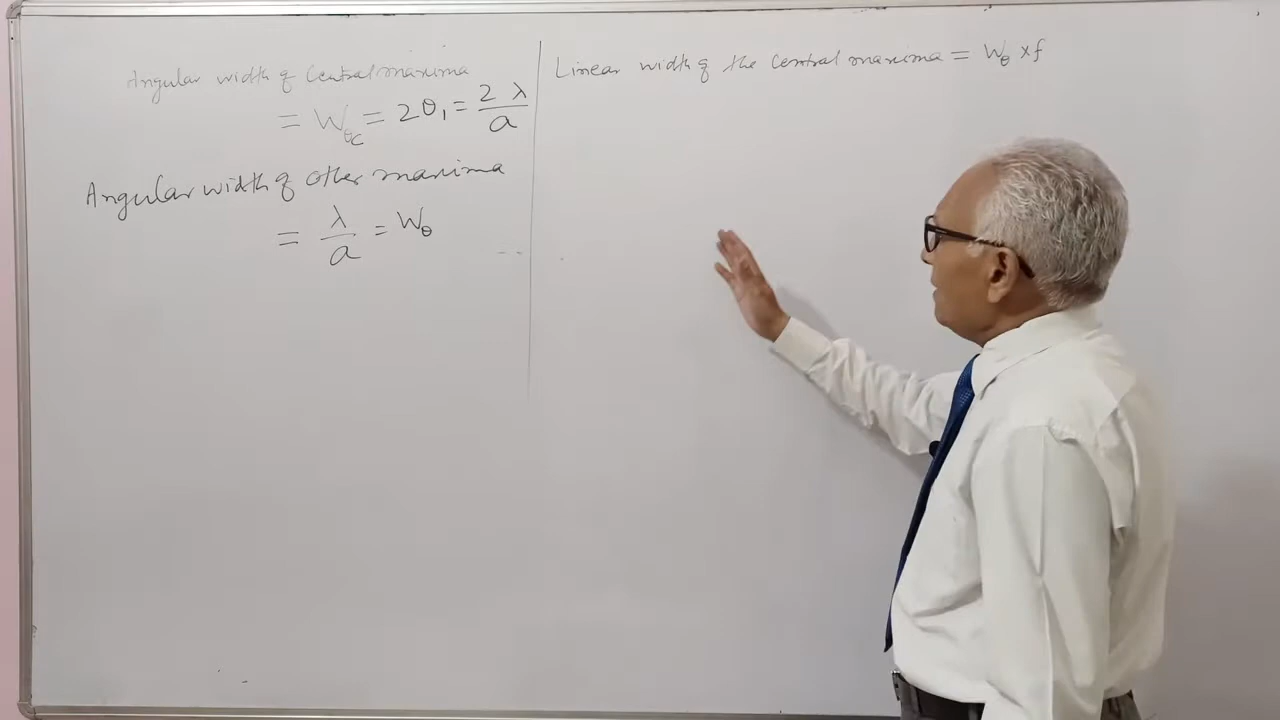 Angular width of Central maxima
= W_θc = 2θ₁ = 2λ/a
Angular width of other maxima
= λ/a = W_θ
Linear width of the central maxima = W_θ × f